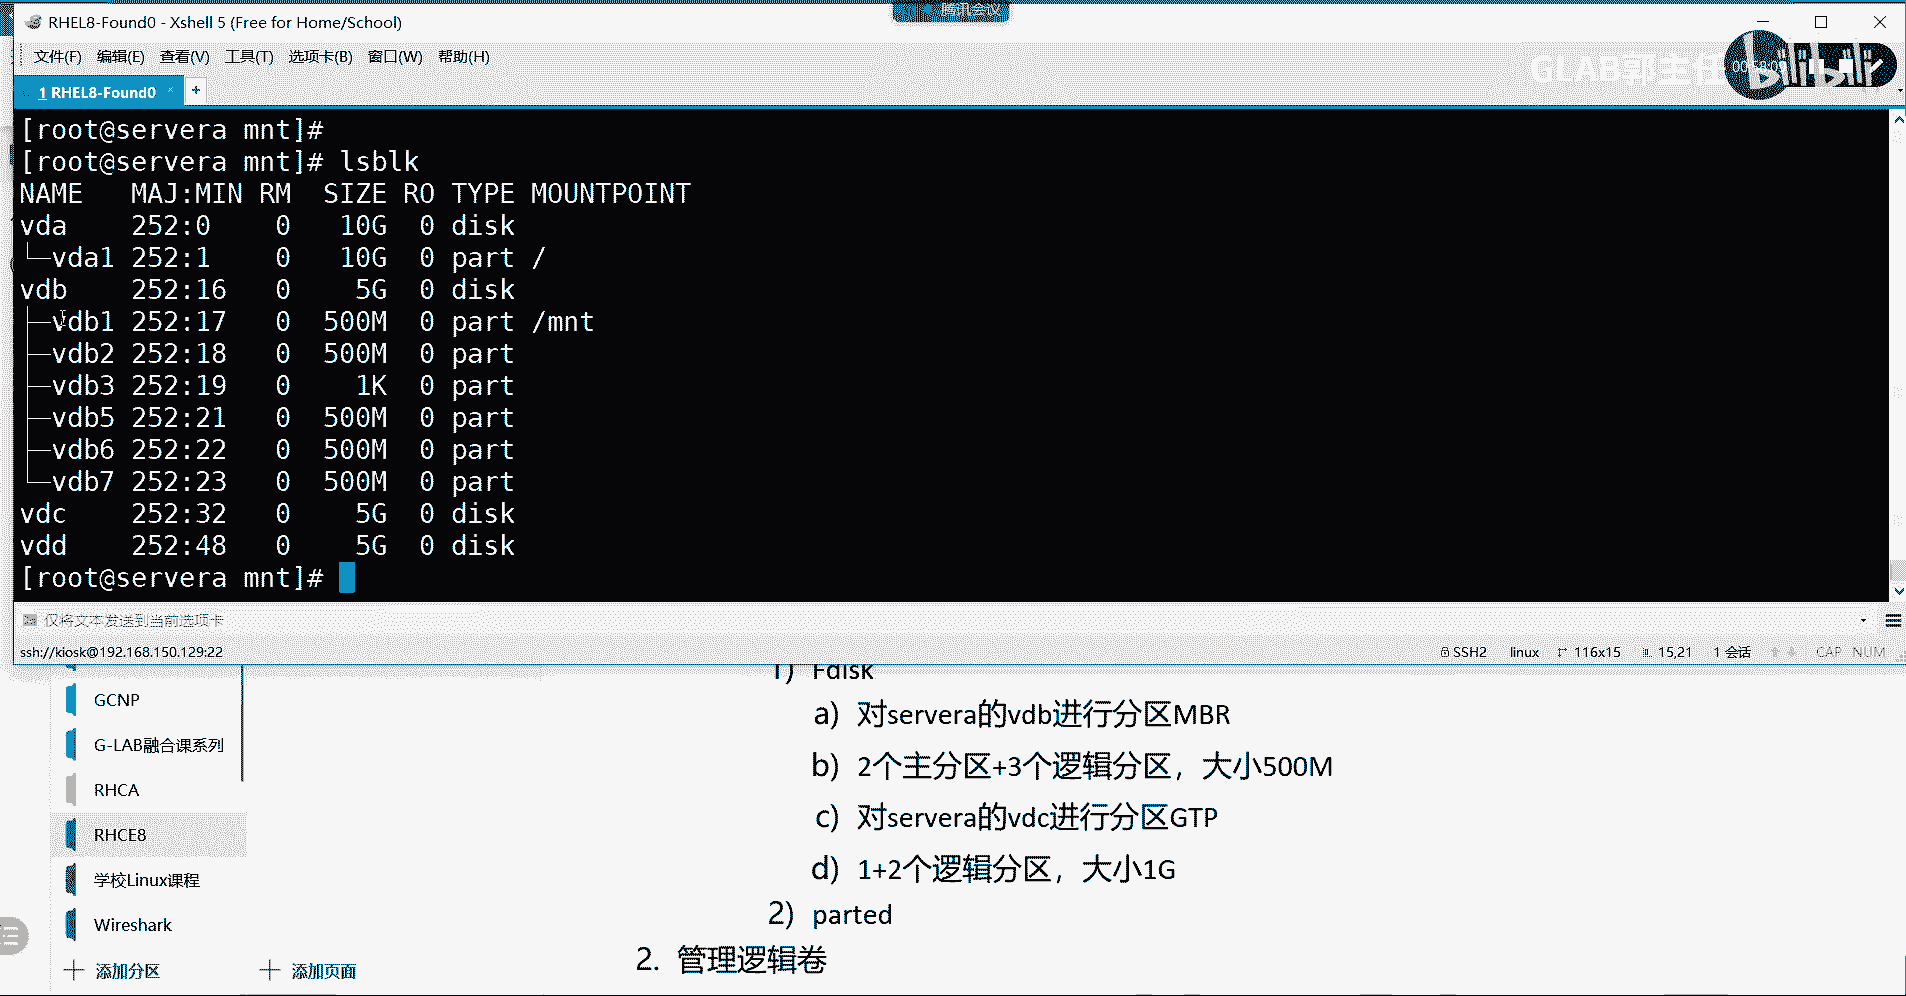 腾讯会议
RHEL8-Found0 - Xshell 5 (Free for Home/School)
文件(F) 编辑(E) 查看(V) 工具(T) 选项卡(B) 窗口(W) 帮助(H)
GLAB郭主任
bilibili
1 RHEL8-Found0 × +
[root@servera mnt]#
[root@servera mnt]# lsblk
NAME MAJ:MIN RM SIZE RO TYPE MOUNTPOINT
vda 252:0 0 10G 0 disk
└─vda1 252:1 0 10G 0 part /
vdb 252:16 0 5G 0 disk
├─vdb1 252:17 0 500M 0 part /mnt
├─vdb2 252:18 0 500M 0 part
├─vdb3 252:19 0 1K 0 part
├─vdb5 252:21 0 500M 0 part
├─vdb6 252:22 0 500M 0 part
└─vdb7 252:23 0 500M 0 part
vdc 252:32 0 5G 0 disk
vdd 252:48 0 5G 0 disk
[root@servera mnt]#
仅将文本发送到当前选项卡
ssh://kiosk@192.168.150.129:22 SSH2 linux 116x15 15,21 1 会话 CAP NUM
1) Fdisk
a) 对servera的vdb进行分区MBR
b) 2个主分区+3个逻辑分区，大小500M
c) 对servera的vdc进行分区GTP
d) 1+2个逻辑分区，大小1G
2) parted
2. 管理逻辑卷
GCNP
G-LAB融合课系列
RHCA
RHCE8
学校Linux课程
Wireshark
添加分区 添加页面